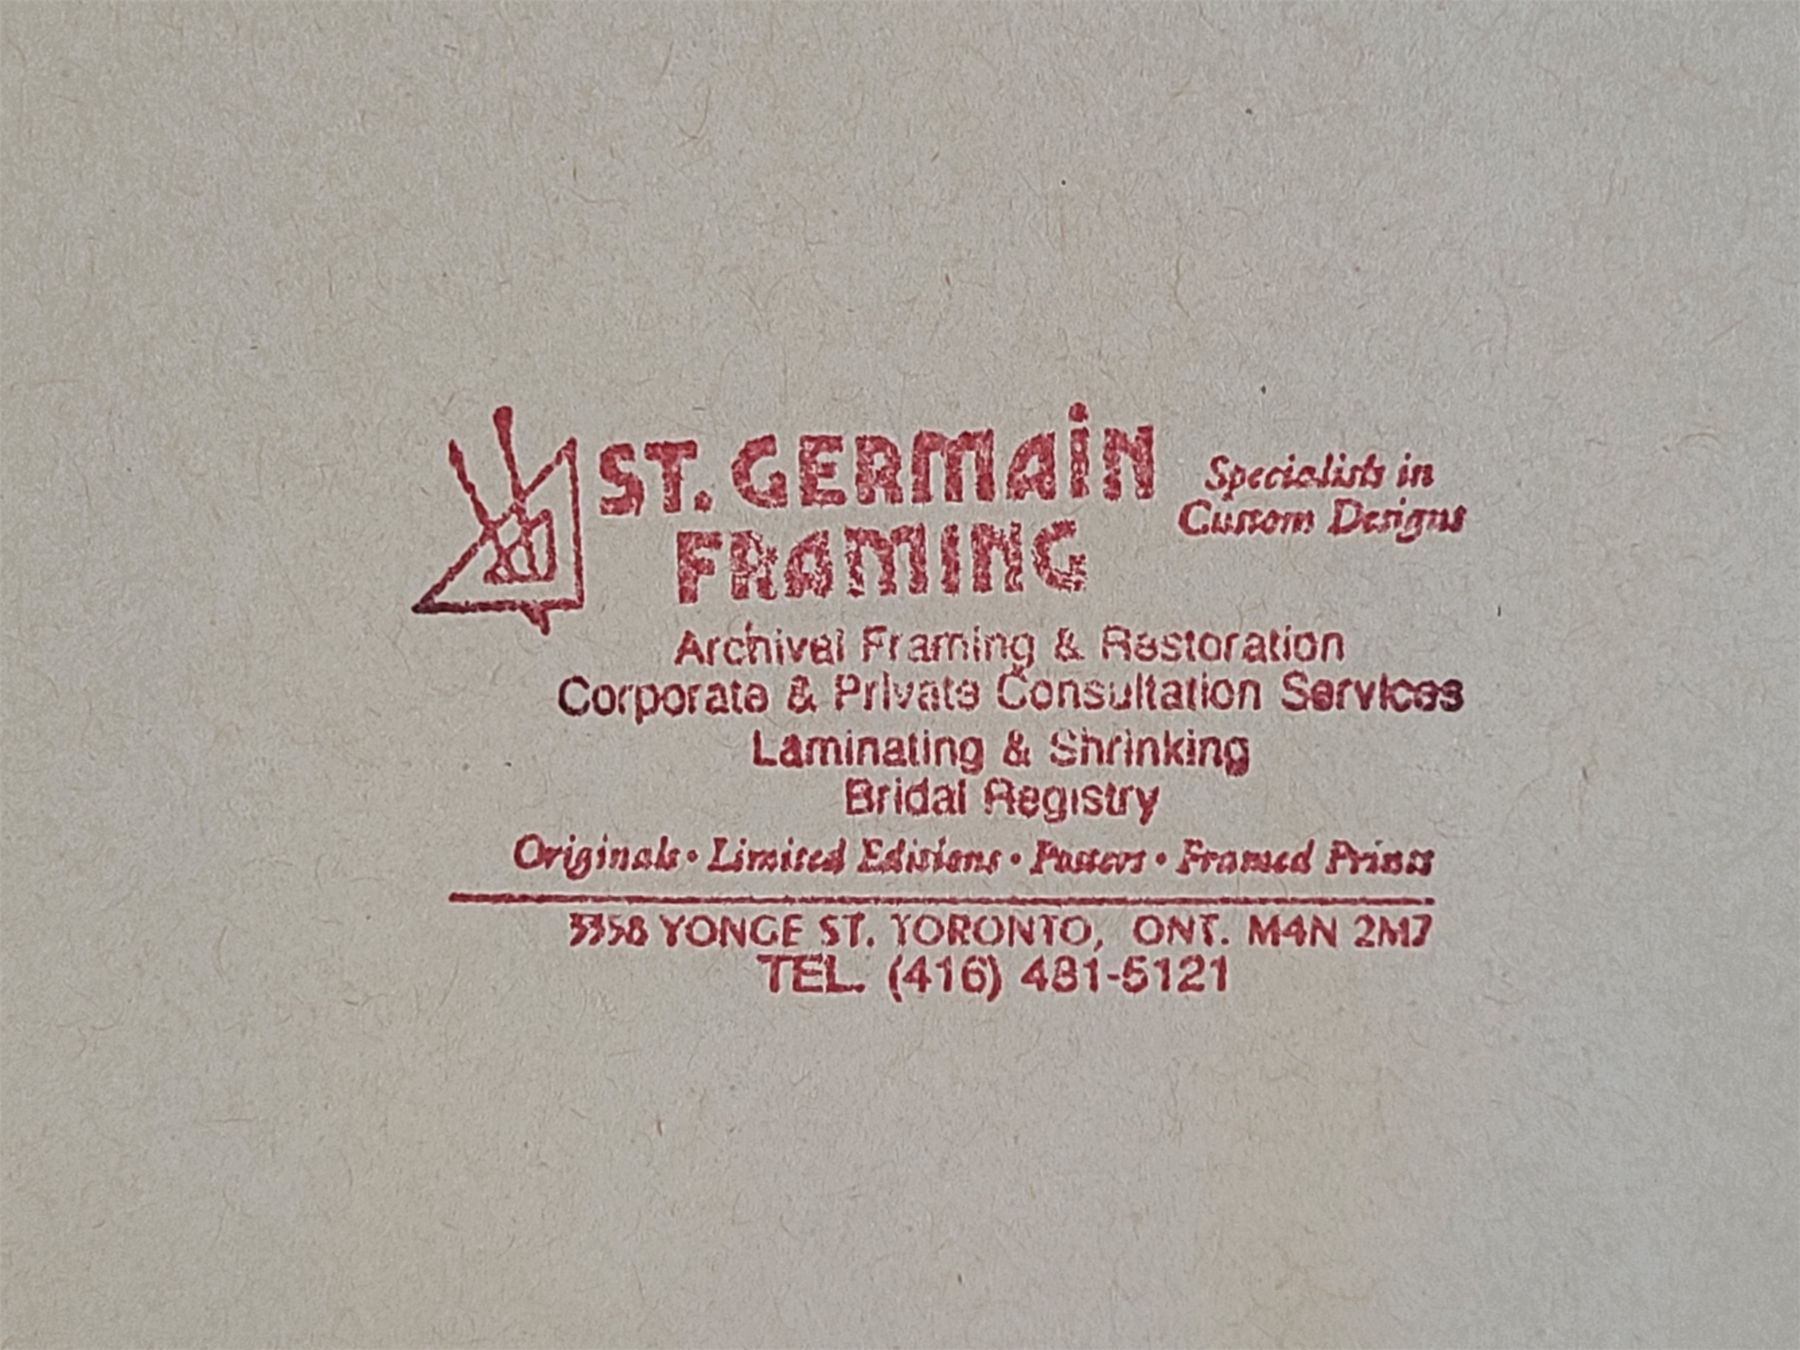 ST. GERMAIN
FRAMING
Specialists in
Custom Designs
Archival Framing & Restoration
Corporate & Private Consultation Services
Laminating & Shrinking
Bridal Registry
Originals • Limited Editions • Posters • Framed Prints
3358 YONGE ST. TORONTO, ONT. M4N 2M7
TEL. (416) 481-5121